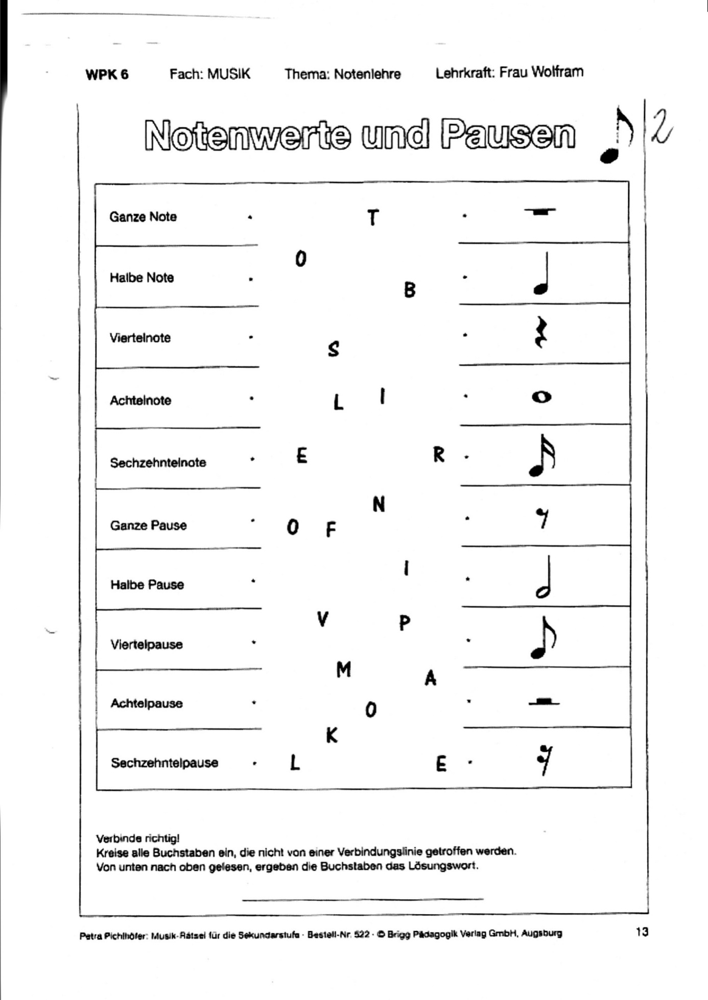 WPK 6 Fach: MUSIK Thema: Notenlehre Lehrkraft: Frau Wolfram
Notenwerte und Pausen 2
Ganze Note T
O
Halbe Note
B
Viertelnote
S
Achtelnote L I
Sechzehntelnote E R
N
Ganze Pause O F
I
Halbe Pause
V P
Viertelpause
M A
Achtelpause
O
K
Sechzehntelpause L E
Verbinde richtig!
Kreise alle Buchstaben ein, die nicht von einer Verbindungslinie getroffen werden.
Von unten nach oben gelesen, ergeben die Buchstaben das Lösungswort.
Petra Pichlhöfer: Musik-Rätsel für die Sekundarstufe · Bestell-Nr. 522 · © Brigg Pädagogik Verlag GmbH, Augsburg 13